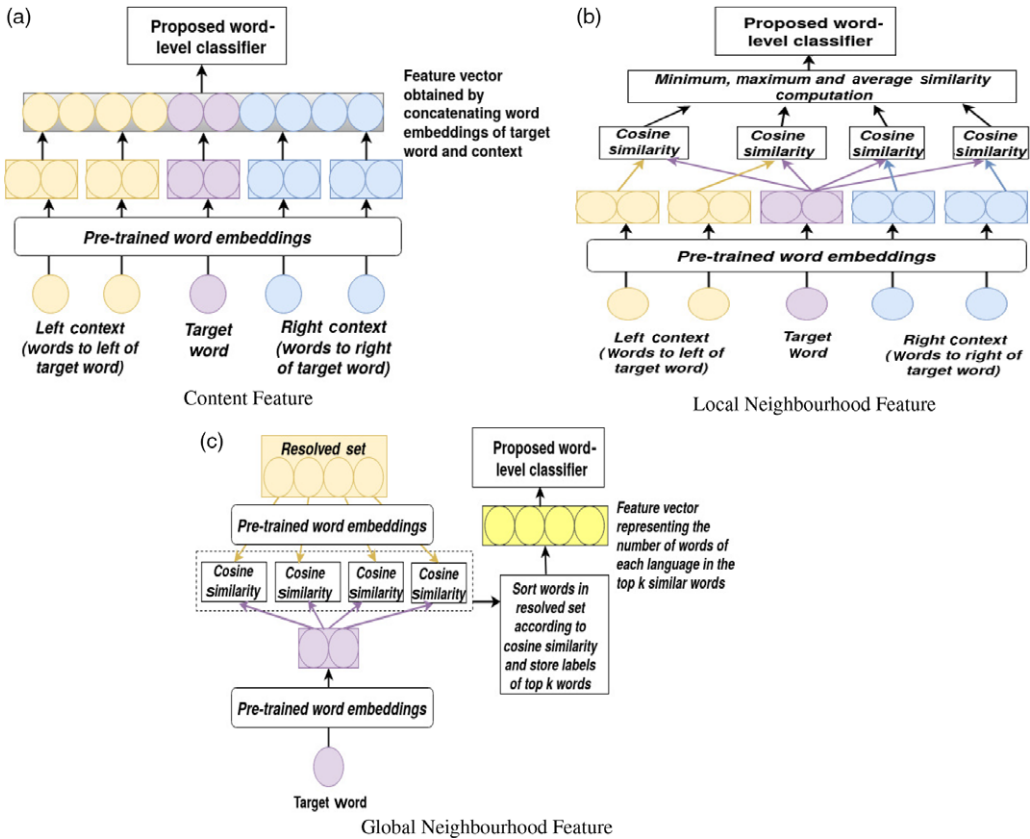 (a)
Proposed word-
level classifier
Feature vector
obtained by
concatenating word
embeddings of target
word and context
Pre-trained word embeddings
Left context
(words to left of
target word)
Target
word
Right context
(words to right
of target word)
Content Feature
(b)
Proposed word-
level classifier
Minimum, maximum and average similarity
computation
Cosine
similarity
Cosine
similarity
Cosine
similarity
Cosine
similarity
Pre-trained word embeddings
Left context
(Words to left of
target word)
Target
Word
Right context
(Words to right of
target word)
Local Neighbourhood Feature
(c)
Resolved set
Pre-trained word embeddings
Cosine
similarity
Cosine
similarity
Cosine
similarity
Cosine
similarity
Pre-trained word embeddings
Target word
Proposed word-
level classifier
Feature vector
representing the
number of words of
each language in the
top k similar words
Sort words in
resolved set
according to
cosine similarity
and store labels
of top k words
Global Neighbourhood Feature